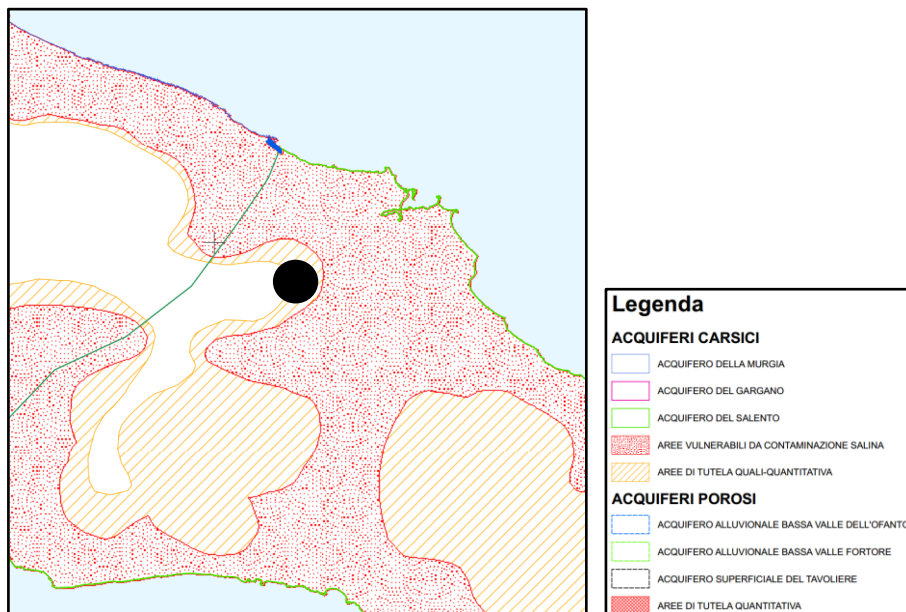 Legenda
ACQUIFERI CARSICI
ACQUIFERO DELLA MURGIA
ACQUIFERO DEL GARGANO
ACQUIFERO DEL SALENTO
AREE VULNERABILI DA CONTAMINAZIONE SALINA
AREE DI TUTELA QUALI-QUANTITATIVA
ACQUIFERI POROSI
ACQUIFERO ALLUVIONALE BASSA VALLE DELL'OFANTO
ACQUIFERO ALLUVIONALE BASSA VALLE FORTORE
ACQUIFERO SUPERFICIALE DEL TAVOLIERE
AREE DI TUTELA QUANTITATIVA